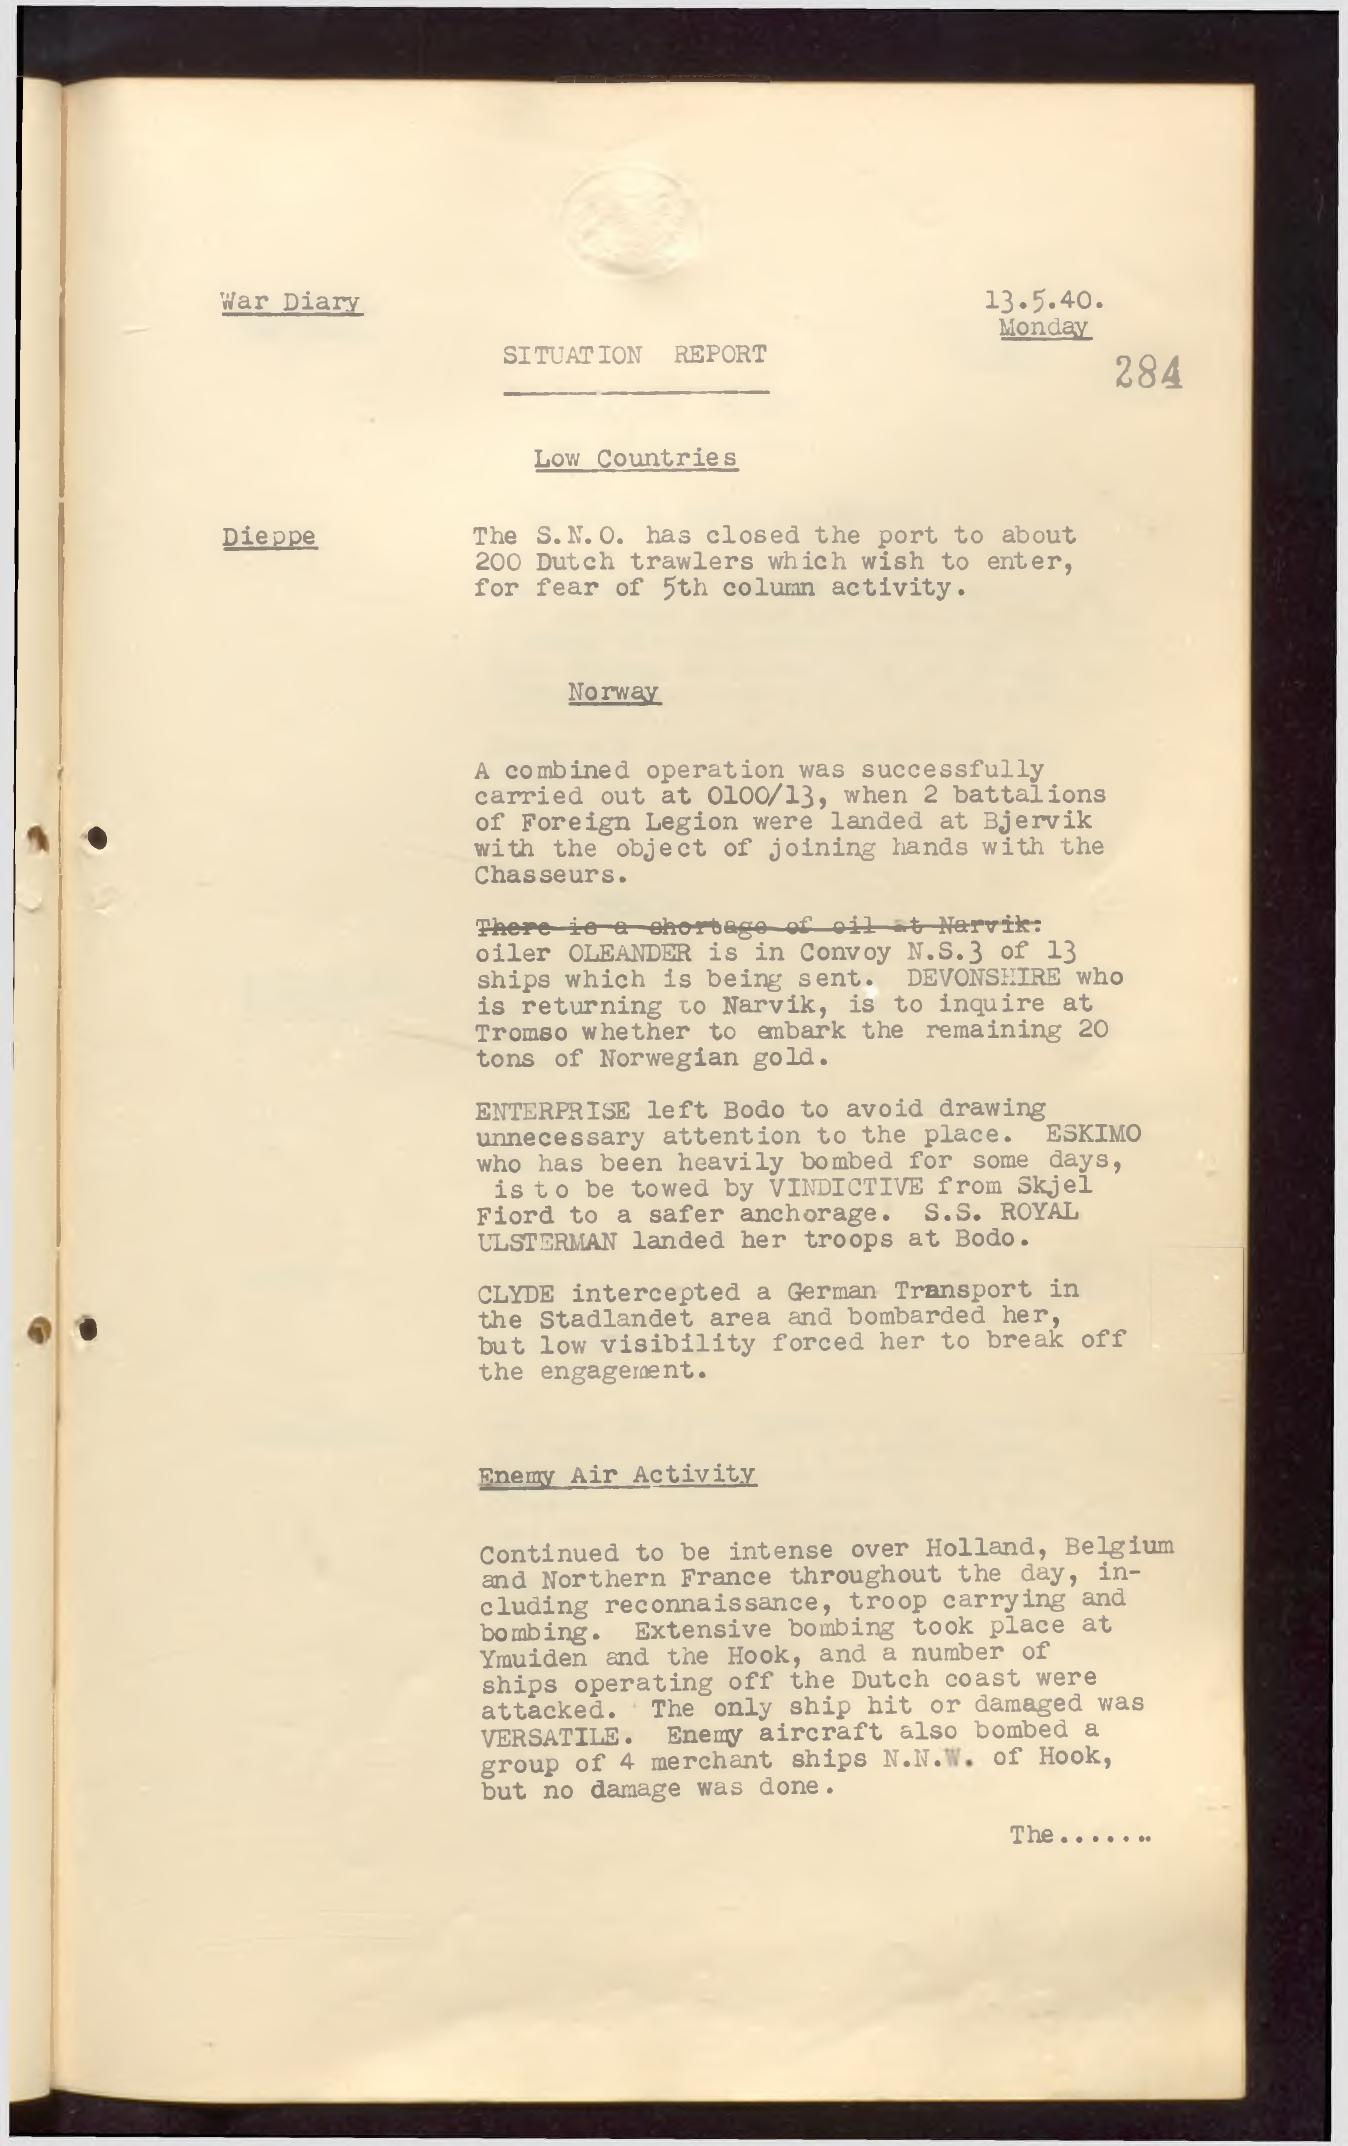 War Diary
13.5.40.
Monday
SITUATION REPORT
284
Low Countries
Dieppe
The S.N.O. has closed the port to about
200 Dutch trawlers which wish to enter,
for fear of 5th column activity.
Norway
A combined operation was successfully
carried out at 0100/13, when 2 battalions
of Foreign Legion were landed at Bjervik
with the object of joining hands with the
Chasseurs.
There is a shortage of oil at Narvik:
oiler OLEANDER is in Convoy N.S.3 of 13
ships which is being sent. DEVONSHIRE who
is returning to Narvik, is to inquire at
Tromso whether to embark the remaining 20
tons of Norwegian gold.
ENTERPRISE left Bodo to avoid drawing
unnecessary attention to the place. ESKIMO
who has been heavily bombed for some days,
is to be towed by VINDICTIVE from Skjel
Fiord to a safer anchorage. S.S. ROYAL
ULSTERMAN landed her troops at Bodo.
CLYDE intercepted a German Transport in
the Stadlandet area and bombarded her,
but low visibility forced her to break off
the engagement.
Enemy Air Activity
Continued to be intense over Holland, Belgium
and Northern France throughout the day, in-
cluding reconnaissance, troop carrying and
bombing. Extensive bombing took place at
Ymuiden and the Hook, and a number of
ships operating off the Dutch coast were
attacked. The only ship hit or damaged was
VERSATILE. Enemy aircraft also bombed a
group of 4 merchant ships N.N.W. of Hook,
but no damage was done.
The.......